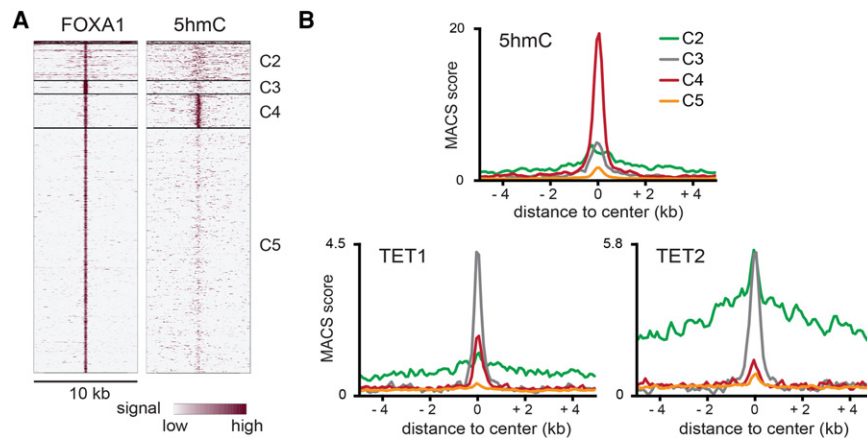 A
FOXA1 5hmC
C2
C3
C4
C5
10 kb
signal
low high
B
5hmC
20
MACS score
0
- 4 - 2 0 + 2 + 4
distance to center (kb)
C2
C3
C4
C5
TET1
4.5
MACS score
0
- 4 - 2 0 + 2 + 4
distance to center (kb)
TET2
5.8
0
- 4 - 2 0 + 2 + 4
distance to center (kb)